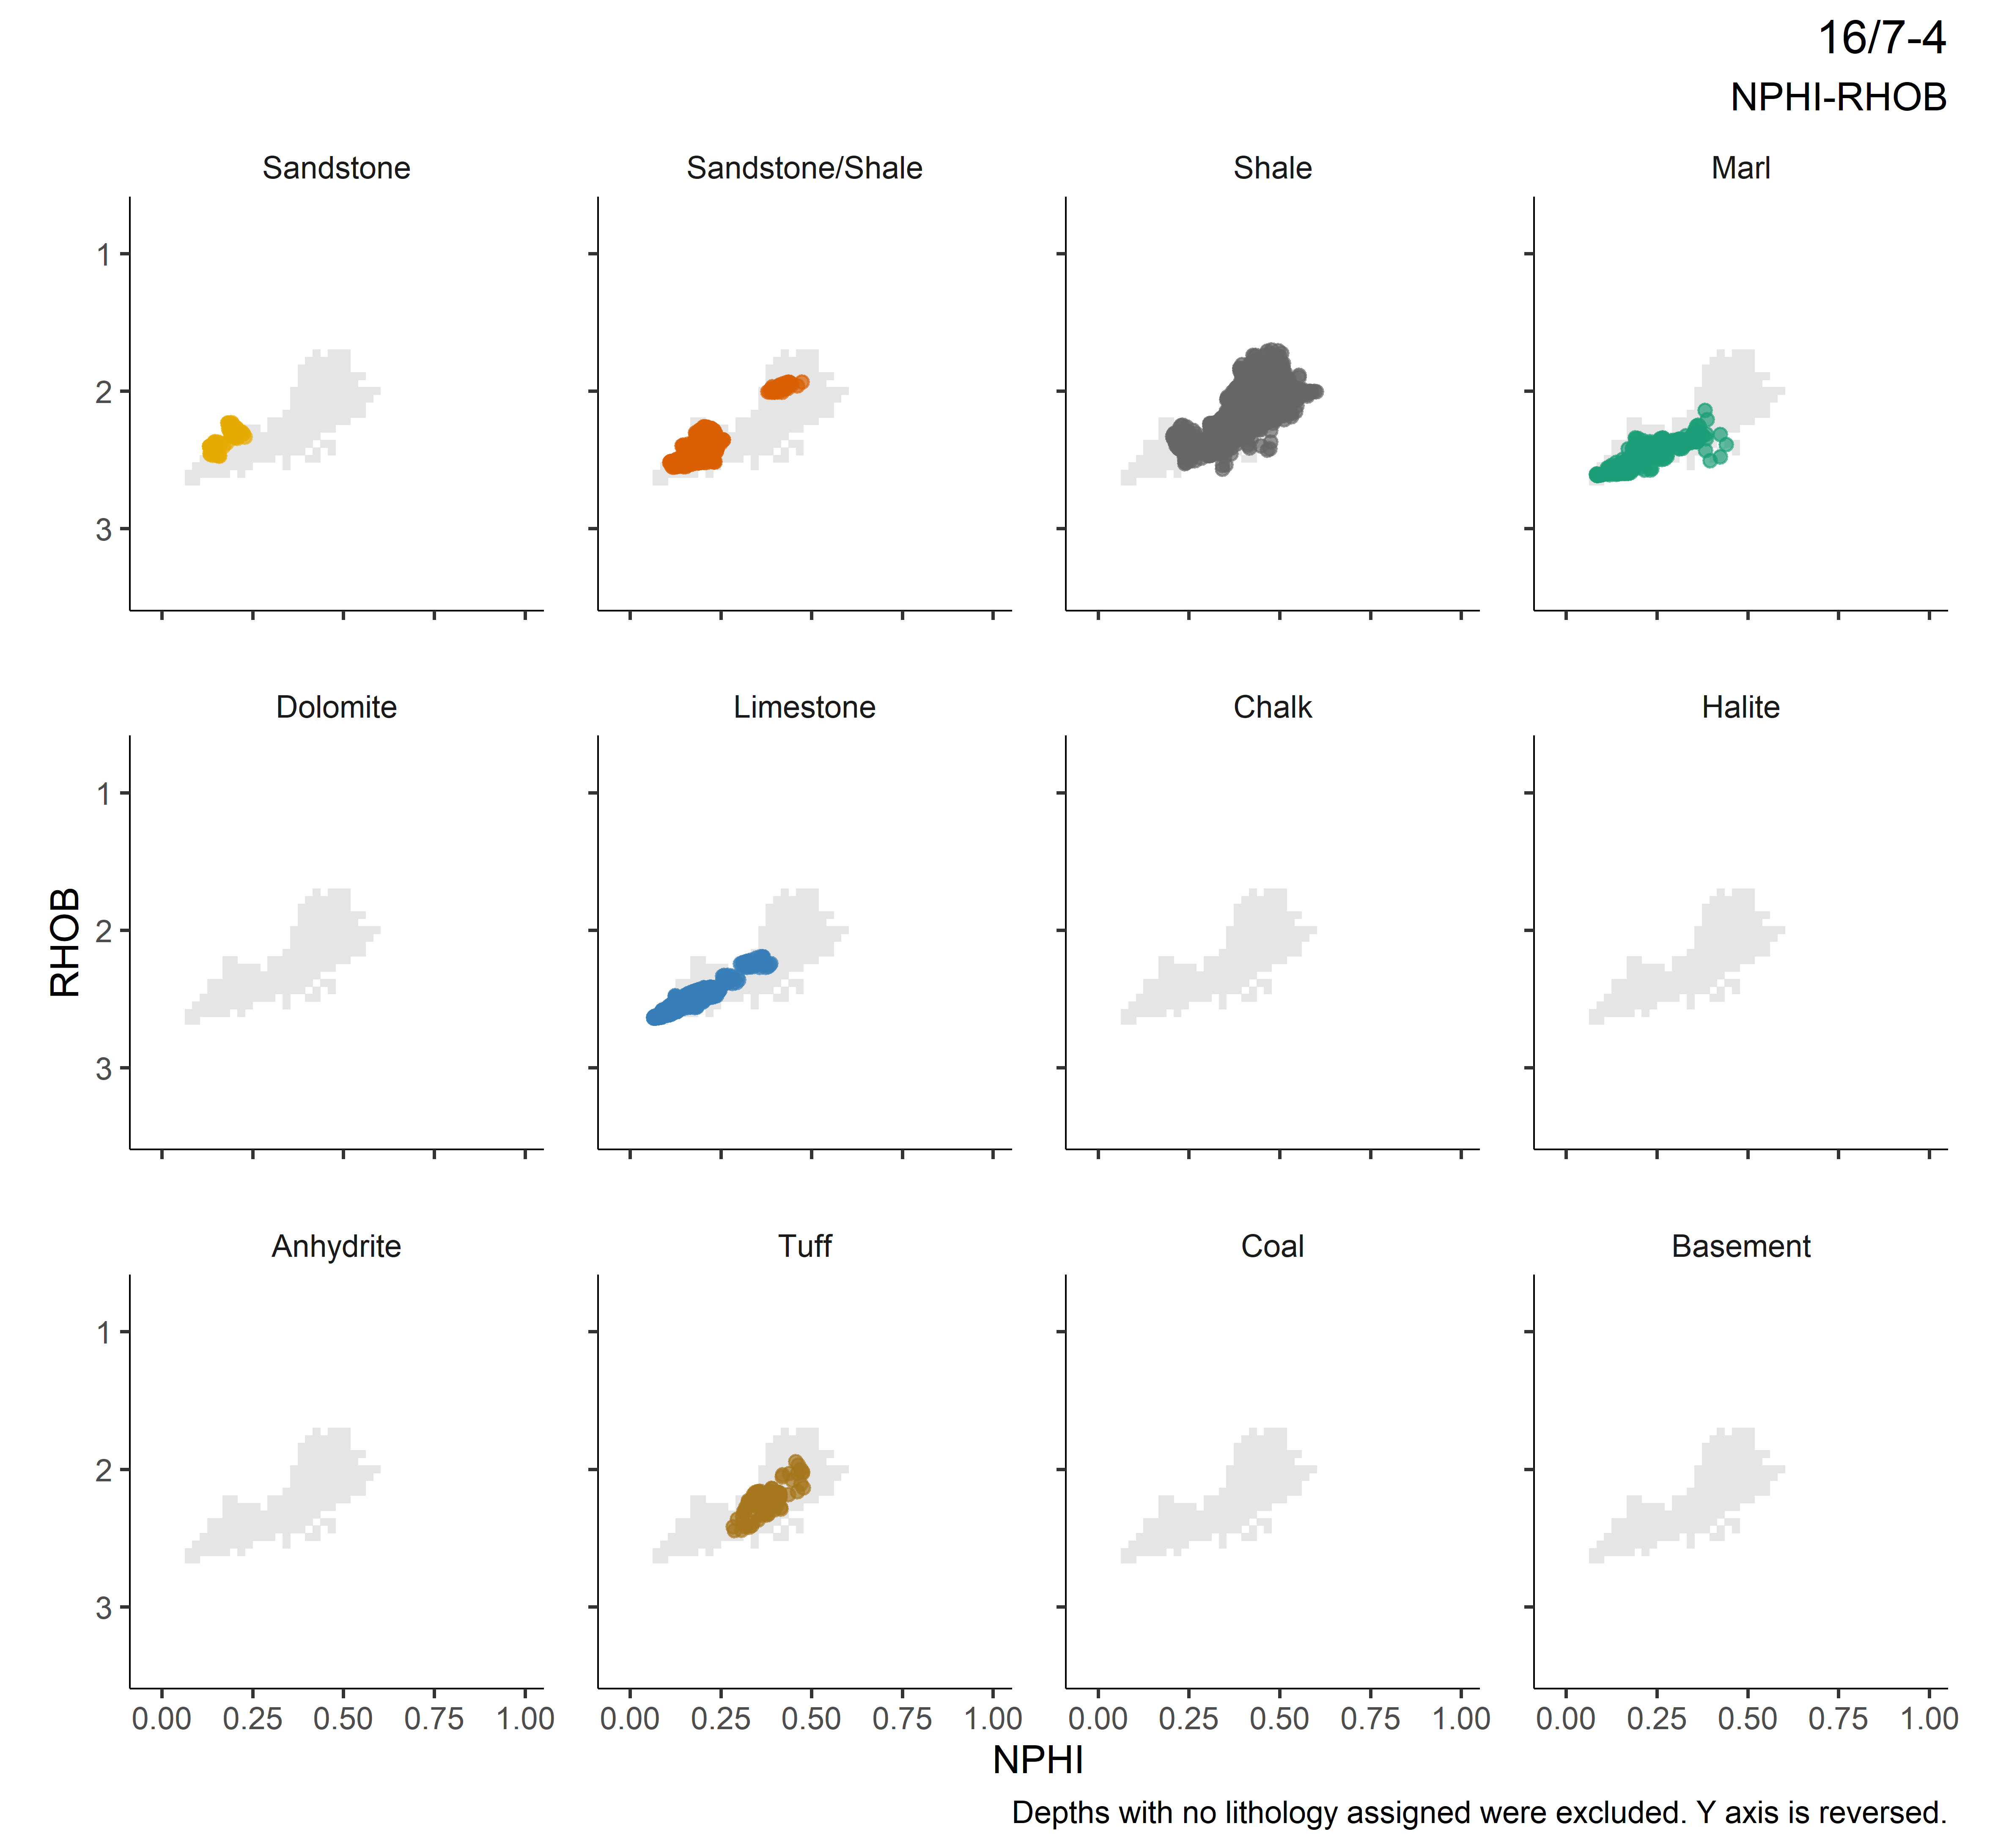 16/7-4
NPHI-RHOB
Sandstone Sandstone/Shale Shale Marl
1
2
3
Dolomite Limestone Chalk Halite
RHOB
1
2
3
Anhydrite Tuff Coal Basement
1
2
3
0.00 0.25 0.50 0.75 1.00 0.00 0.25 0.50 0.75 1.00 0.00 0.25 0.50 0.75 1.00 0.00 0.25 0.50 0.75 1.00
NPHI
Depths with no lithology assigned were excluded. Y axis is reversed.